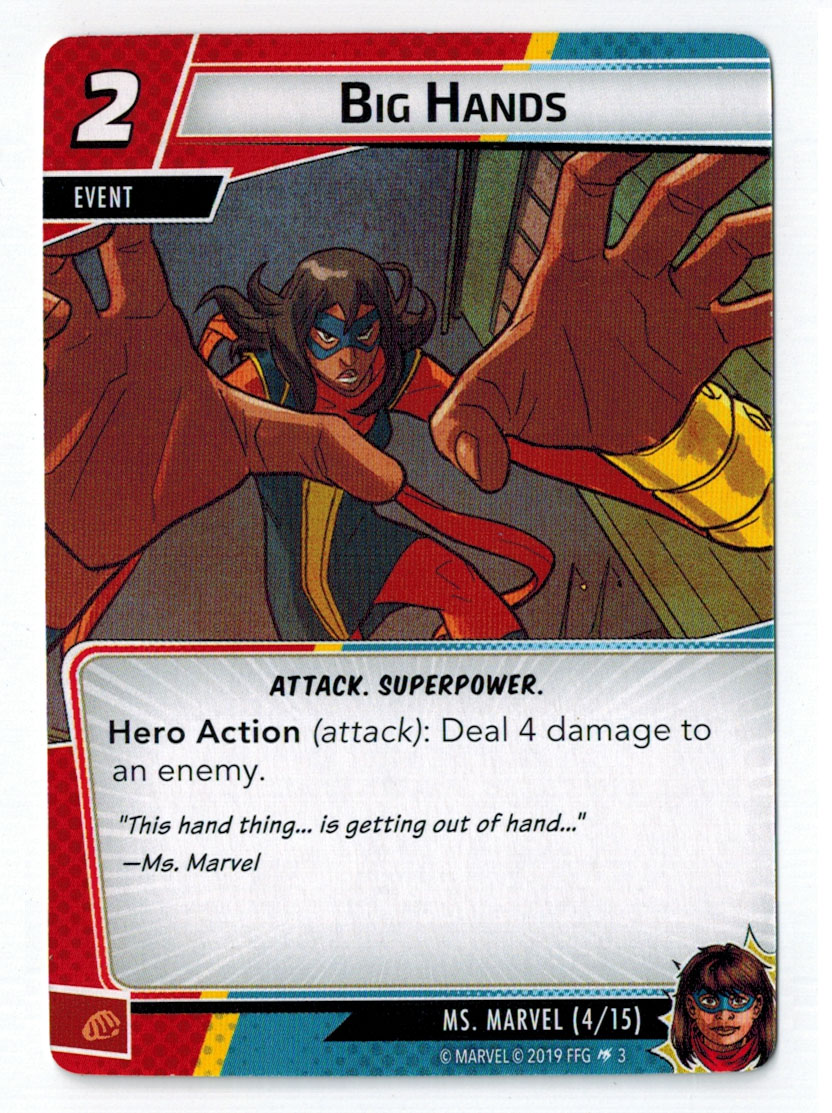 2
BIG HANDS
EVENT
ATTACK. SUPERPOWER.
Hero Action (attack): Deal 4 damage to
an enemy.
"This hand thing... is getting out of hand..."
—Ms. Marvel
MS. MARVEL (4/15)
© MARVEL © 2019 FFG 3